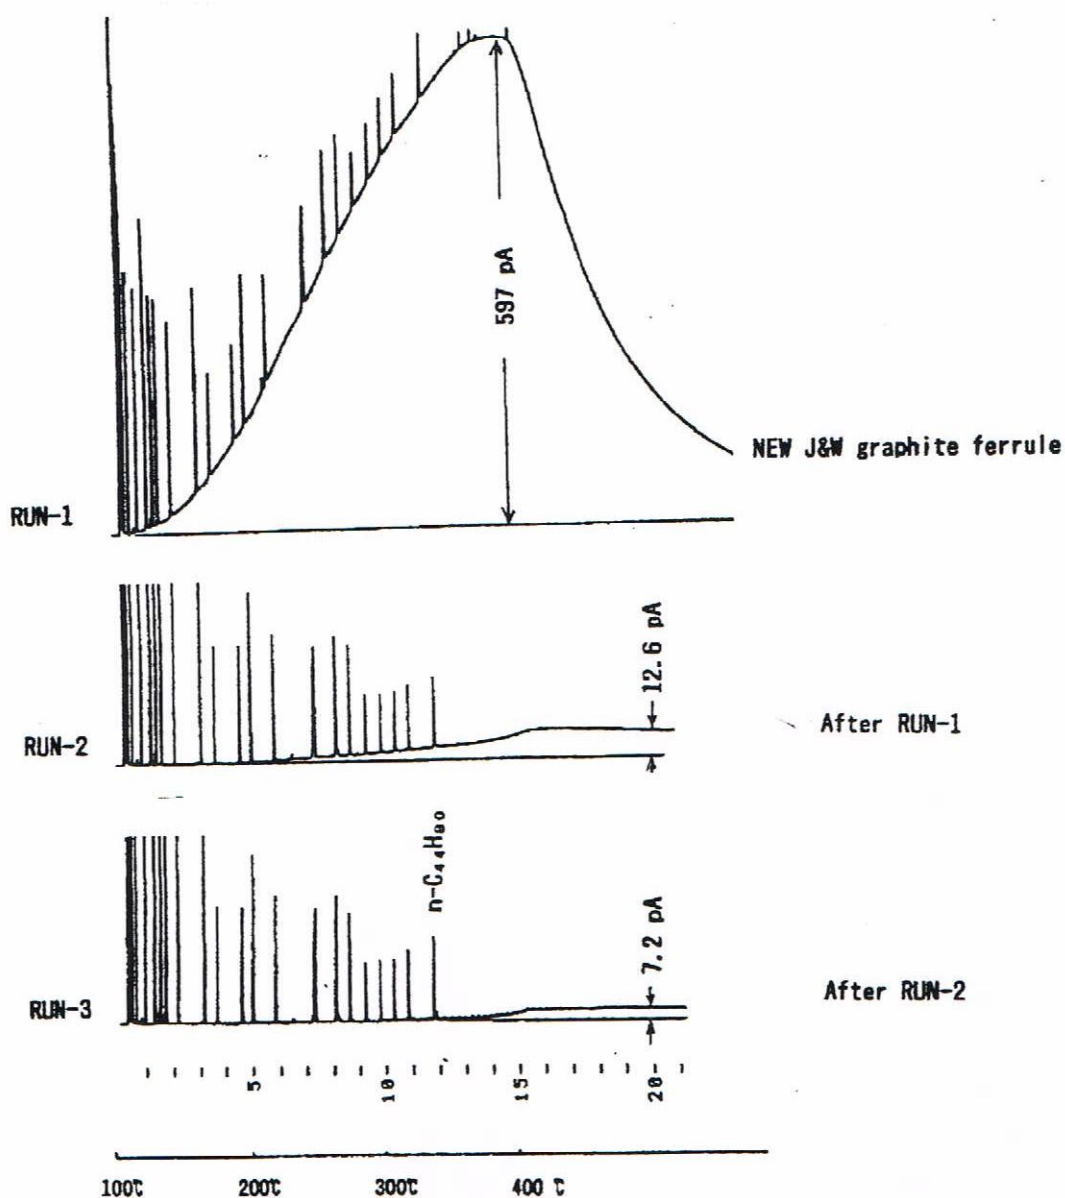 597 pA
NEW J&W graphite ferrule
RUN-1
12.6 pA
After RUN-1
RUN-2
n-C₄₄H₉₀
7.2 pA
After RUN-2
RUN-3
5 10 15 20
100℃ 200℃ 300℃ 400 ℃